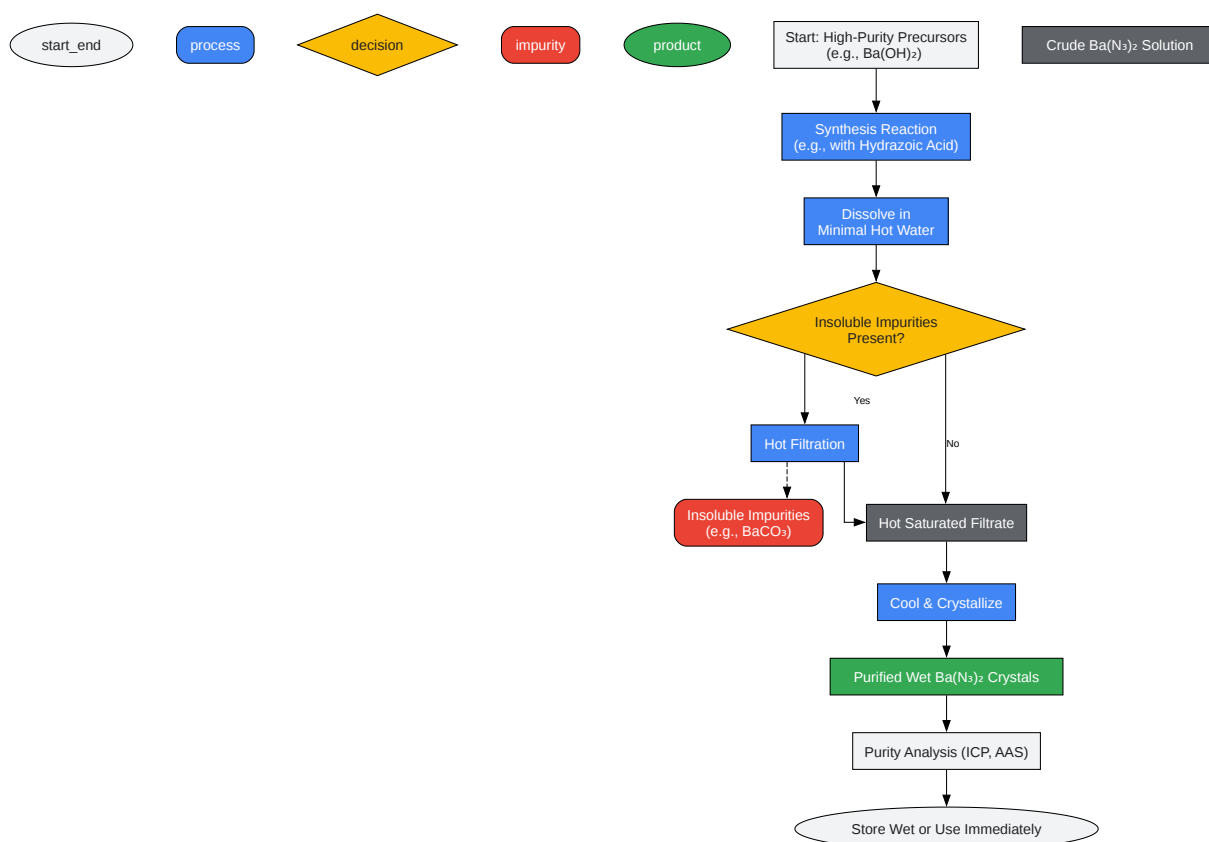 start_end
process
decision
impurity
product
Start: High-Purity Precursors
(e.g., Ba(OH)₂)
Crude Ba(N₃)₂ Solution
Synthesis Reaction
(e.g., with Hydrazoic Acid)
Dissolve in
Minimal Hot Water
Insoluble Impurities
Present?
Yes
No
Hot Filtration
Insoluble Impurities
(e.g., BaCO₃)
Hot Saturated Filtrate
Cool & Crystallize
Purified Wet Ba(N₃)₂ Crystals
Purity Analysis (ICP, AAS)
Store Wet or Use Immediately